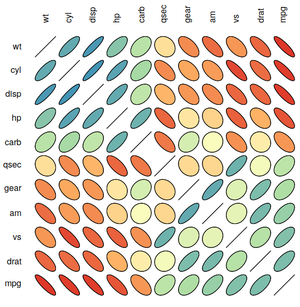 wt cyl disp hp carb qsec gear am vs drat mpg
wt
cyl
disp
hp
carb
qsec
gear
am
vs
drat
mpg